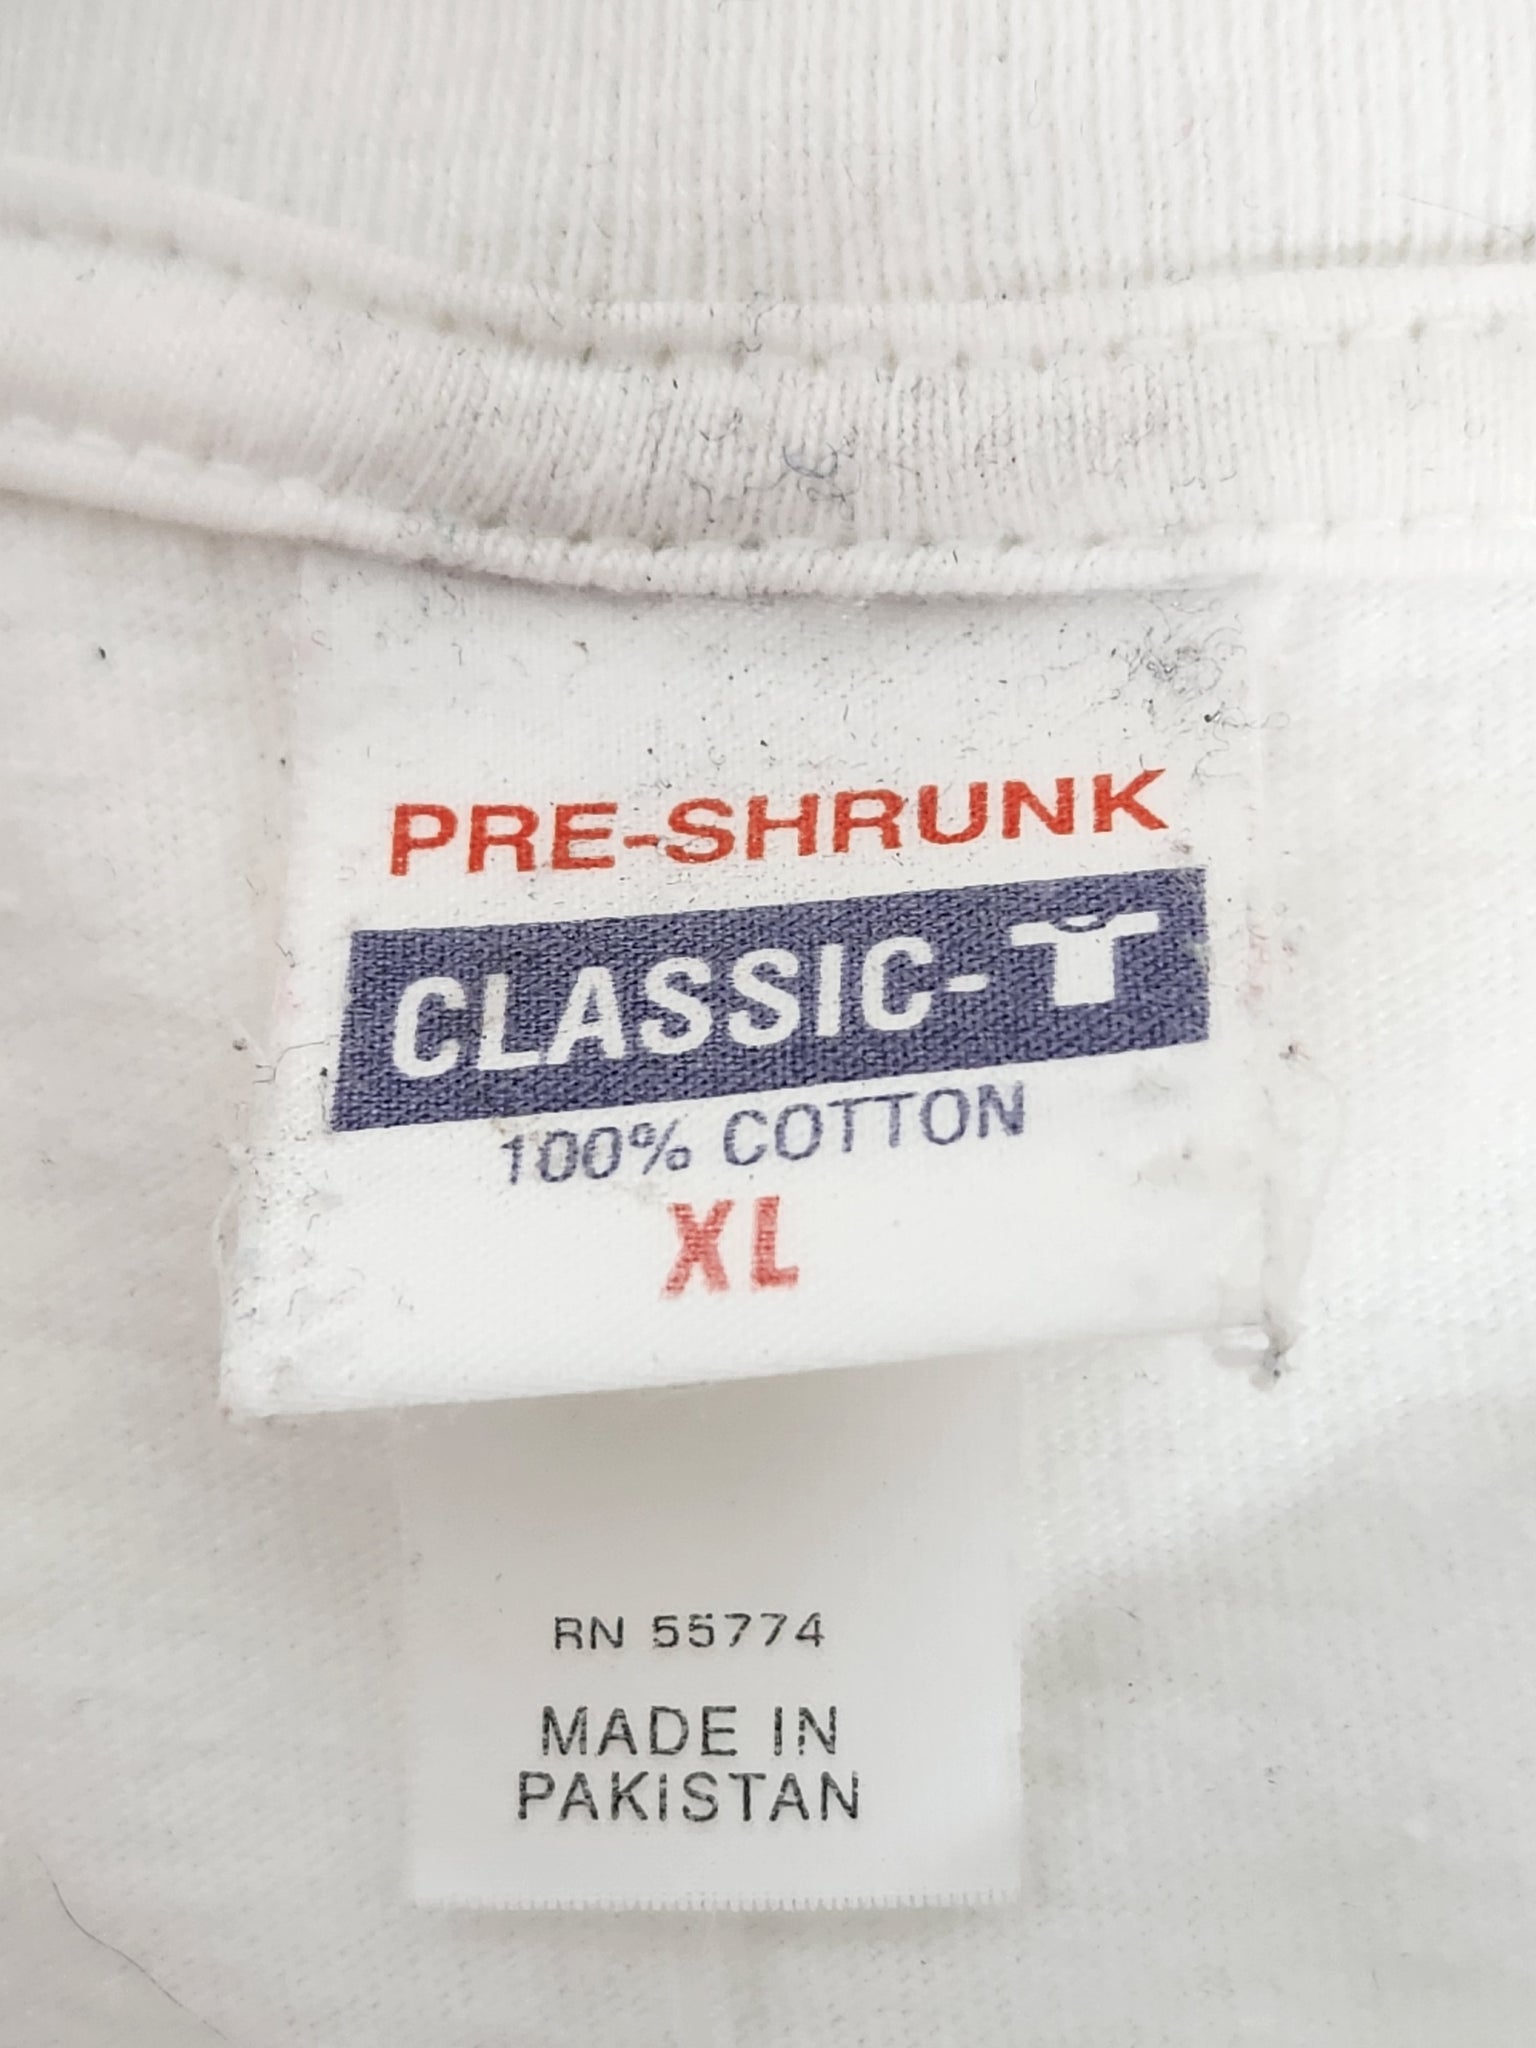 PRE-SHRUNK
CLASSIC-T
100% COTTON
XL
RN 55774
MADE IN
PAKISTAN